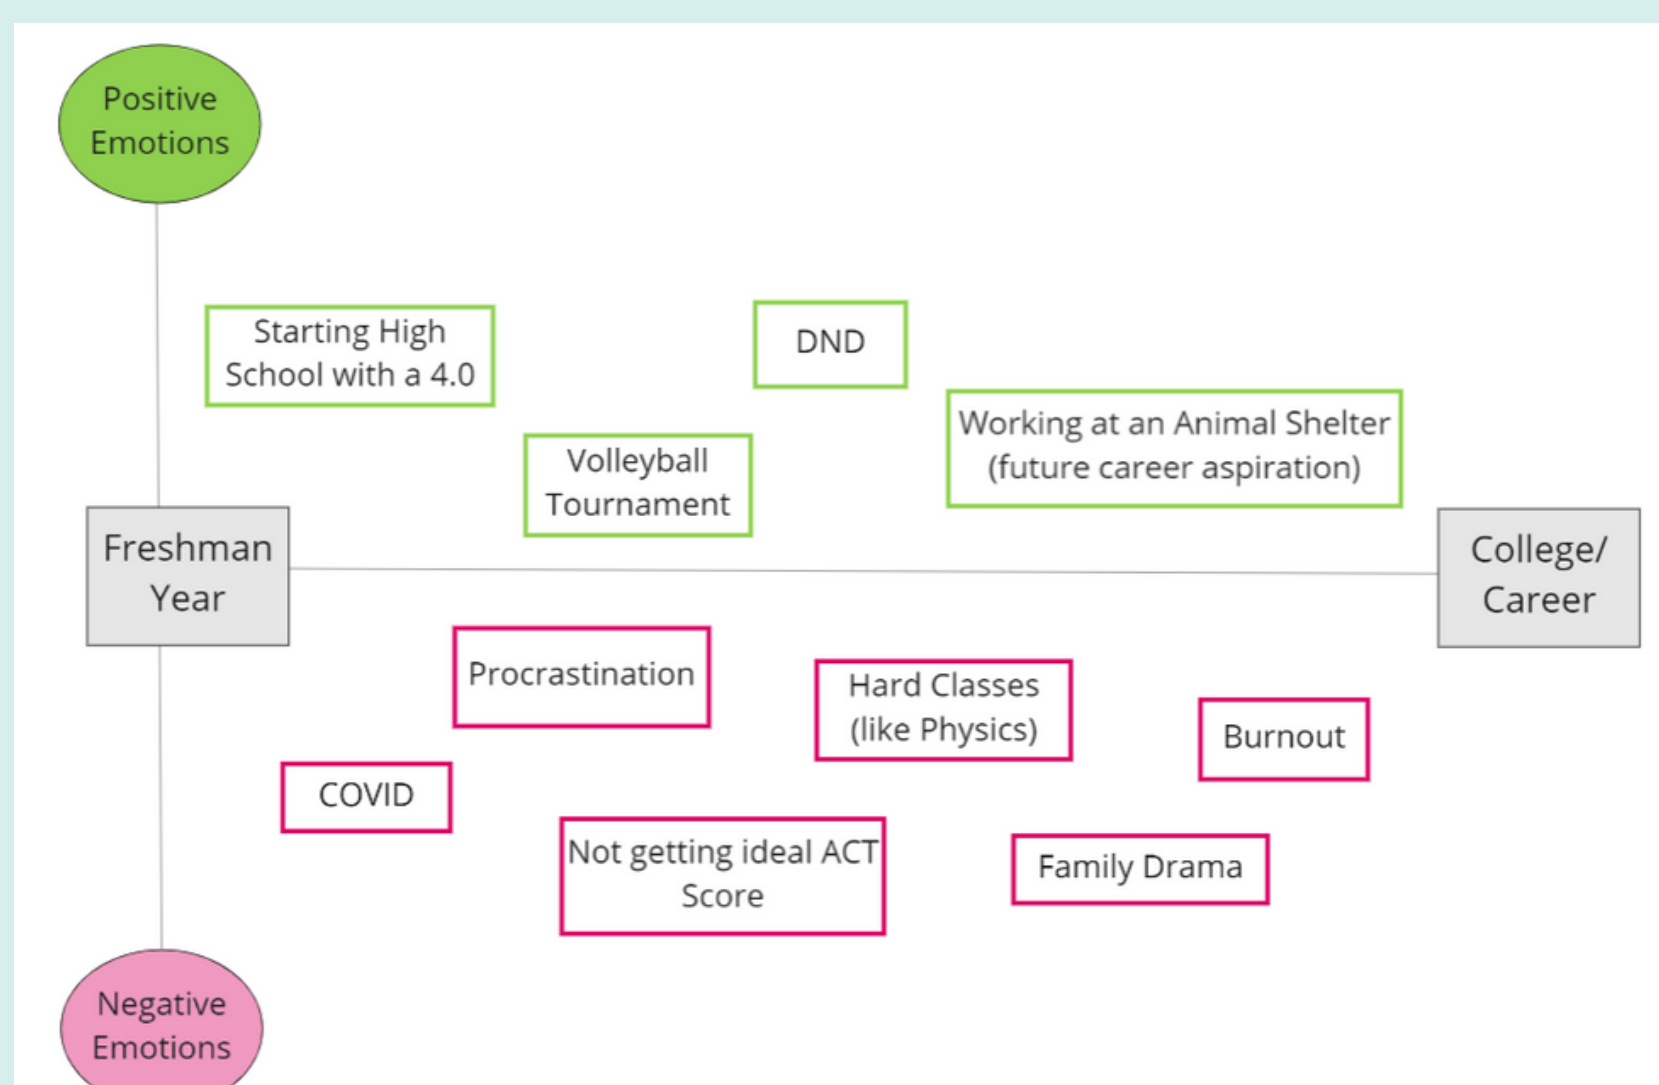 Positive
Emotions
Starting High
School with a 4.0
DND
Working at an Animal Shelter
(future career aspiration)
Volleyball
Tournament
Freshman
Year
College/
Career
Procrastination
Hard Classes
(like Physics)
Burnout
COVID
Not getting ideal ACT
Score
Family Drama
Negative
Emotions